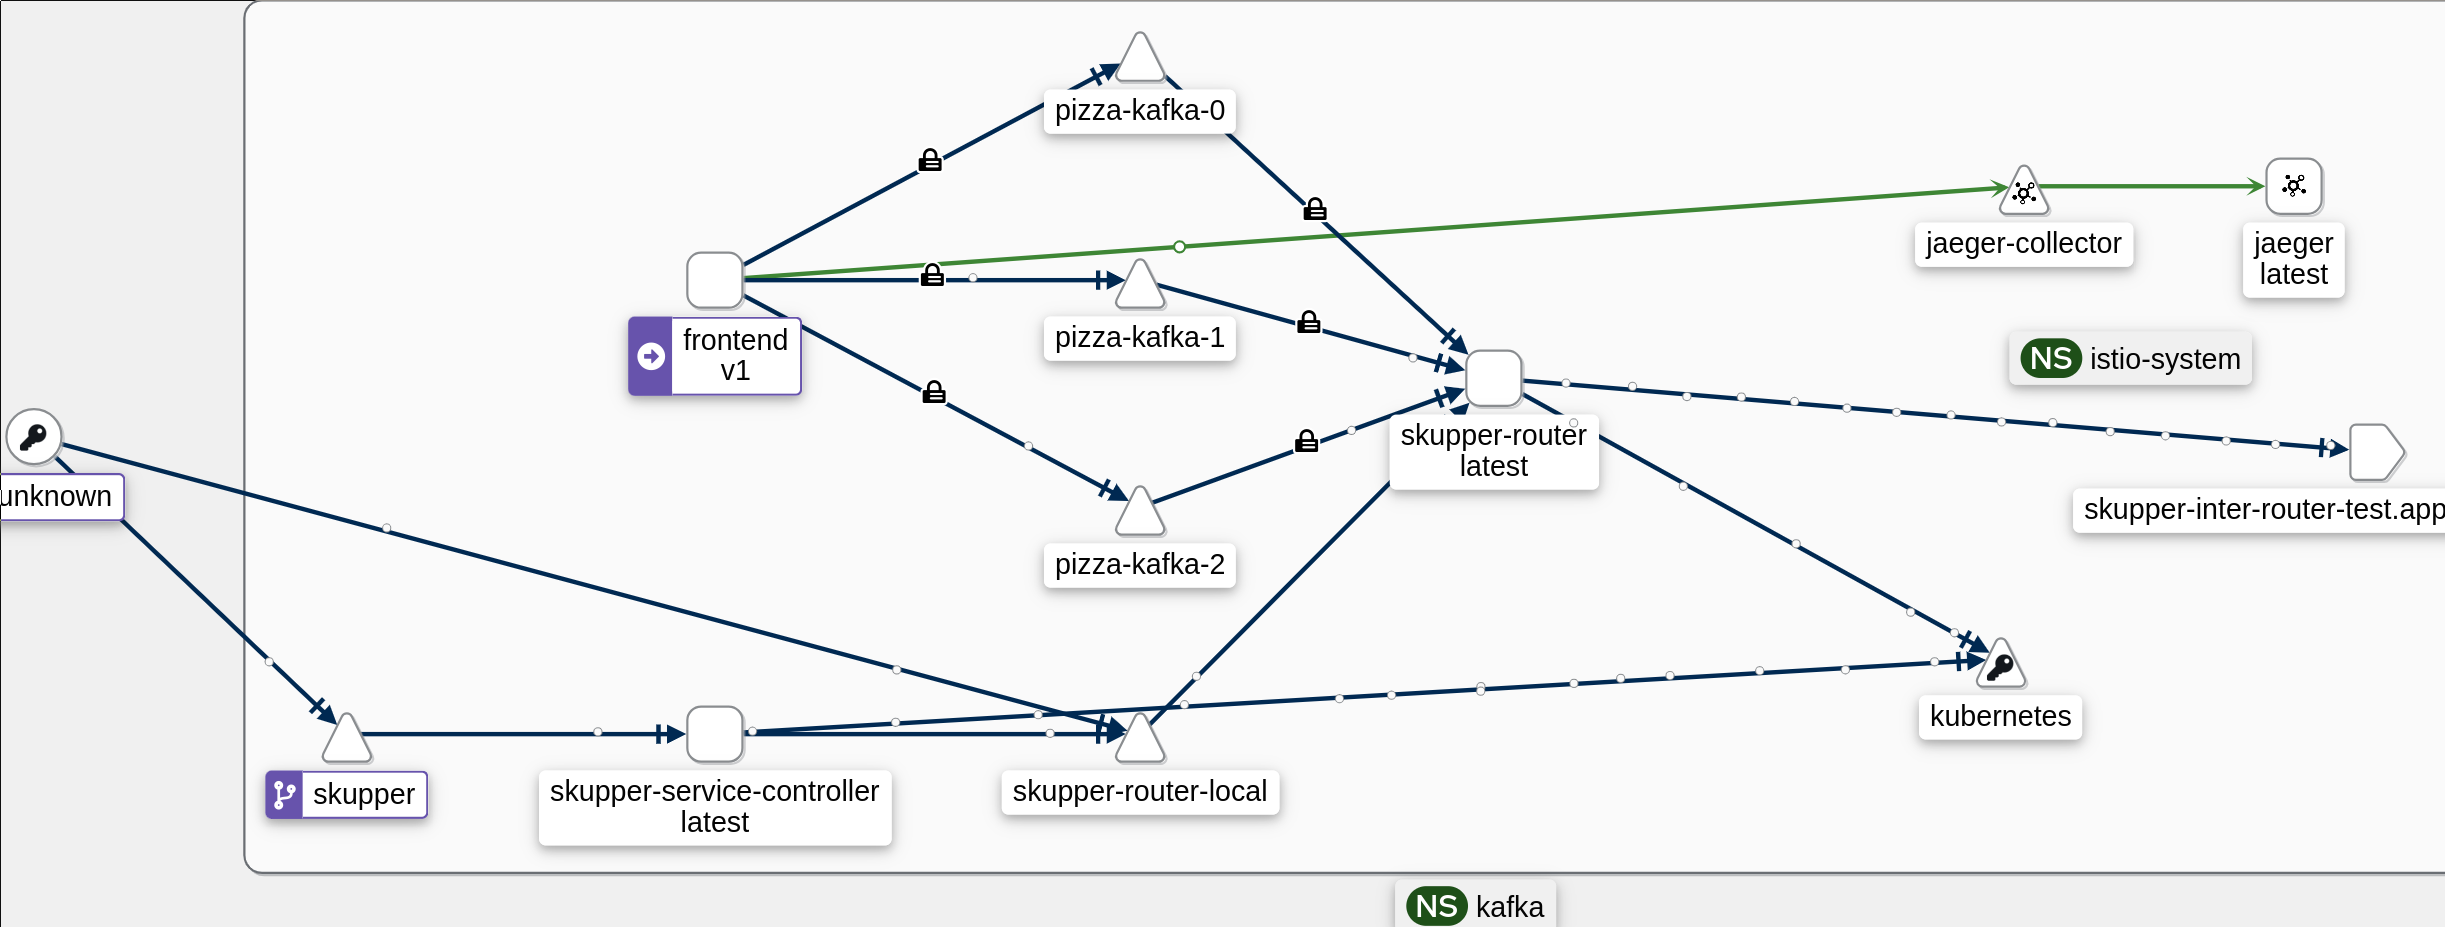 pizza-kafka-0
jaeger-collector
jaeger
latest
frontend
v1
pizza-kafka-1
NS istio-system
skupper-router
latest
unknown
skupper-inter-router-test.app
pizza-kafka-2
kubernetes
skupper
skupper-service-controller
latest
skupper-router-local
NS kafka